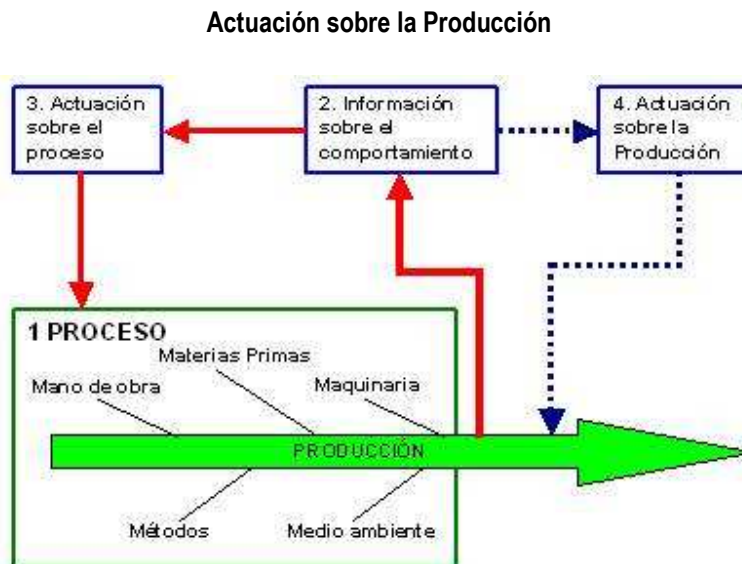 Actuación sobre la Producción
3. Actuación
sobre el
proceso
2. Información
sobre el
comportamiento
4. Actuación
sobre la
Producción
1 PROCESO
Materias Primas
Mano de obra
Maquinaria
PRODUCCIÓN
Métodos
Medio ambiente